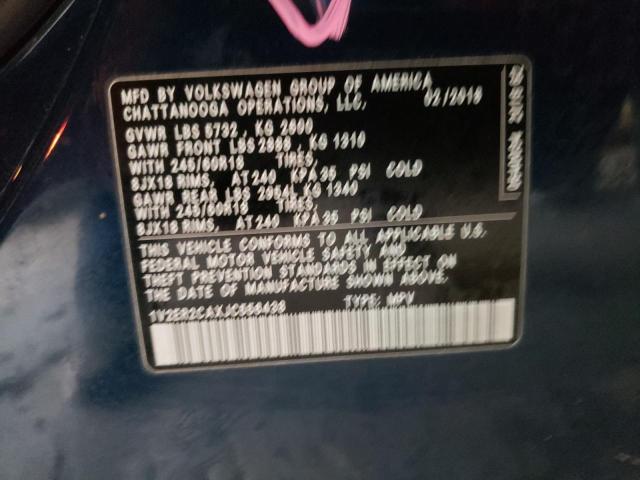 MFD BY VOLKSWAGEN GROUP OF AMERICA
CHATTANOOGA OPERATIONS, LLC. 02/2018
GVWR LBS 5732 , KG 2600
GAWR FRONT LBS 2888 , KG 1310
WITH 245/60R18 TIRES,
8JX18 RIMS, AT 240 KPA 35 PSI COLD
GAWR REAR LBS 2954, KG 1340
WITH 245/60R18 TIRES,
8JX18 RIMS, AT 240 KPA 35 PSI COLD
THIS VEHICLE CONFORMS TO ALL APPLICABLE U.S.
FEDERAL MOTOR VEHICLE SAFETY AND
THEFT PREVENTION STANDARDS IN EFFECT ON
THE DATE OF MANUFACTURE SHOWN ABOVE.
TYPE: MPV